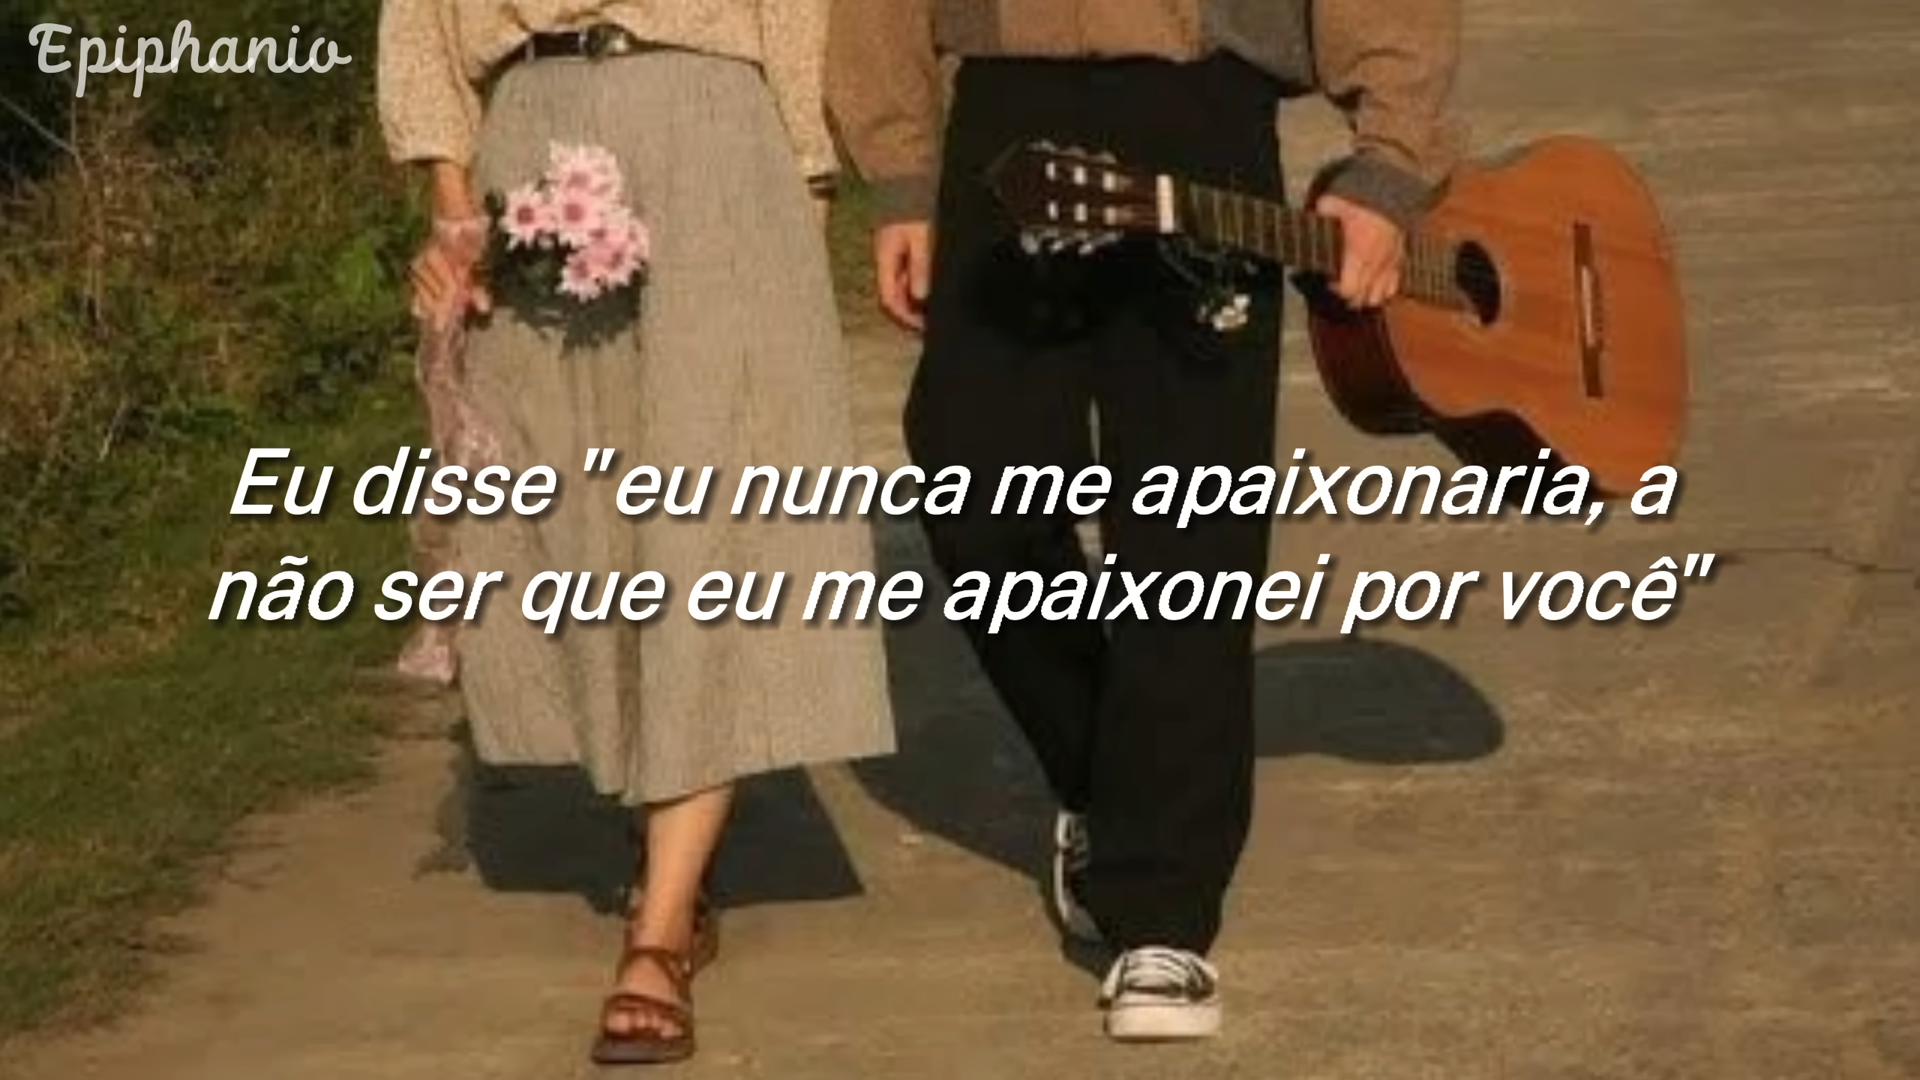 Epiphanio
Eu disse "eu nunca me apaixonaria, a
não ser que eu me apaixonei por você"